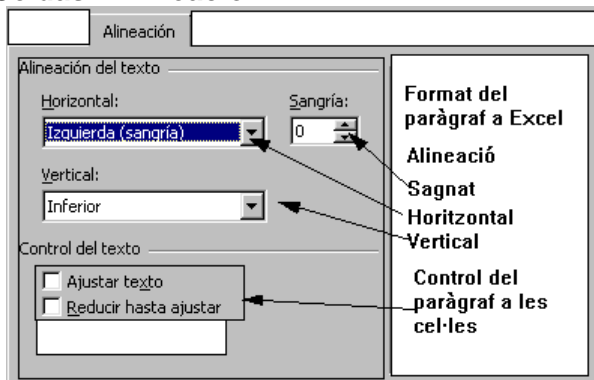 Alineación
Alineación del texto
Horizontal:
Sangría:
Izquierda (sangría)
0
Vertical:
Inferior
Control del texto
Ajustar texto
Reducir hasta ajustar
Format del
paràgraf a Excel
Alineació
Sagnat
Horitzontal
Vertical
Control del
paràgraf a les
cel·les